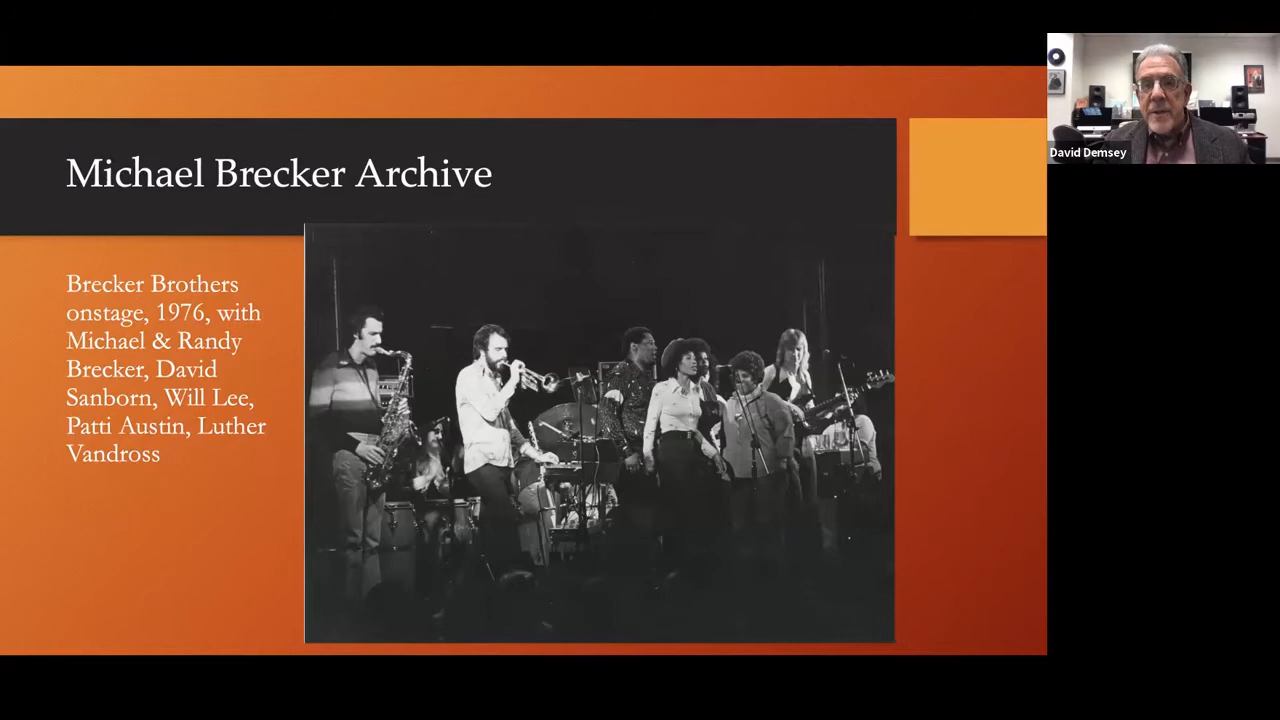 Michael Brecker Archive
Brecker Brothers
onstage, 1976, with
Michael & Randy
Brecker, David
Sanborn, Will Lee,
Patti Austin, Luther
Vandross
David Demsey